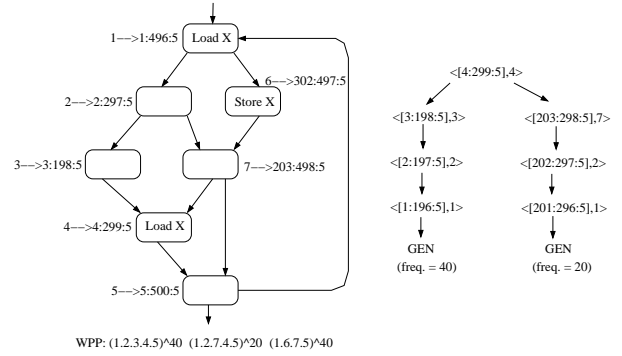 1−−>1:496:5
Load X
6−−>302:497:5
2−−>2:297:5
Store X
3−−>3:198:5
7−−>203:498:5
4−−>4:299:5
Load X
5−−>5:500:5
WPP: (1.2.3.4.5)^40 (1.2.7.4.5)^20 (1.6.7.5)^40
<[4:299:5],4>
<[3:198:5],3>
<[203:298:5],7>
<[2:197:5],2>
<[202:297:5],2>
<[1:196:5],1>
<[201:296:5],1>
GEN
(freq. = 40)
GEN
(freq. = 20)